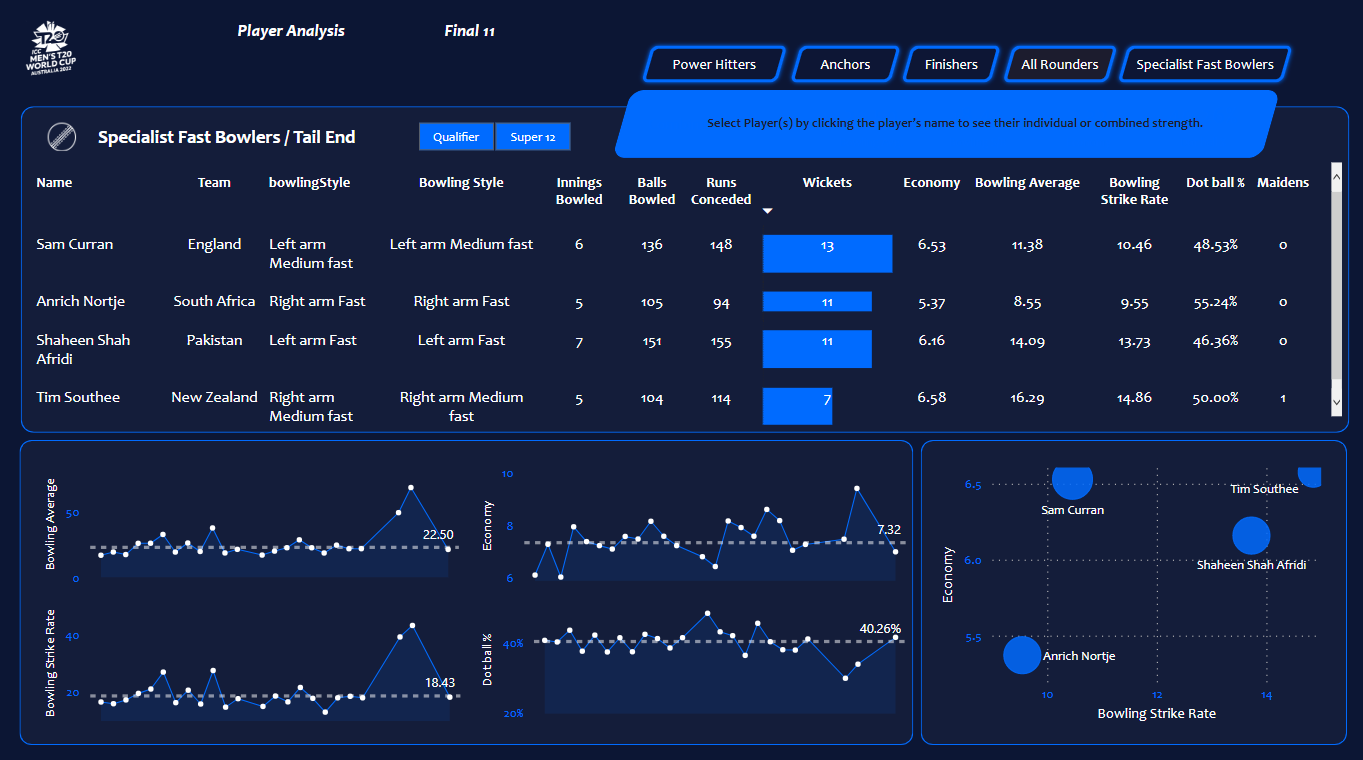 Player Analysis
Final 11
ICC
MEN'S T20
WORLD CUP
AUSTRALIA 2022
Power Hitters
Anchors
Finishers
All Rounders
Specialist Fast Bowlers
Select Player(s) by clicking the player's name to see their individual or combined strength.
Specialist Fast Bowlers / Tail End
Qualifier
Super 12
Name Team bowlingStyle Bowling Style Innings Balls Runs Wickets Economy Bowling Average Bowling Dot ball % Maidens
Bowled Bowled Conceded Strike Rate
Sam Curran England Left arm Left arm Medium fast 6 136 148 13 6.53 11.38 10.46 48.53% 0
Medium fast
Anrich Nortje South Africa Right arm Fast Right arm Fast 5 105 94 11 5.37 8.55 9.55 55.24% 0
Shaheen Shah Pakistan Left arm Fast Left arm Fast 7 151 155 11 6.16 14.09 13.73 46.36% 0
Afridi
Tim Southee New Zealand Right arm Right arm Medium 5 104 114 7 6.58 16.29 14.86 50.00% 1
Medium fast fast
Bowling Average
50
0
22.50
Economy
10
8
6
7.32
Bowling Strike Rate
40
20
18.43
Dot ball %
40%
20%
40.26%
Economy
6.5
6.0
5.5
Tim Southee
Sam Curran
Shaheen Shah Afridi
Anrich Nortje
10 12 14
Bowling Strike Rate